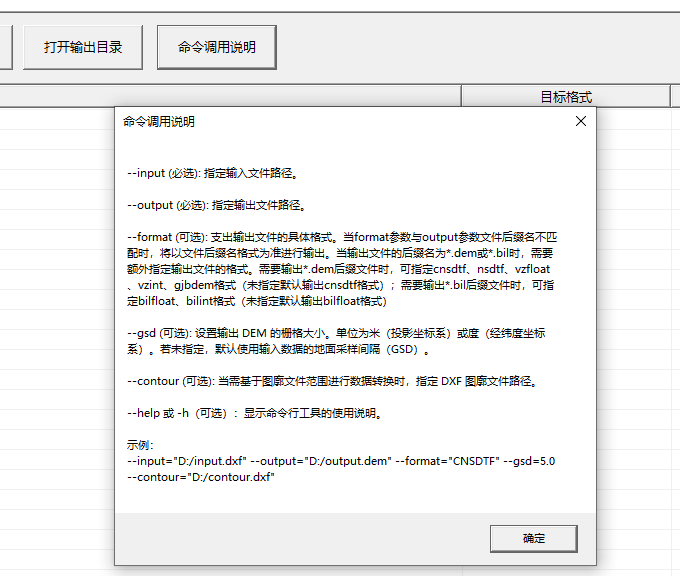 打开输出目录
命令调用说明
目标格式
命令调用说明
--input (必选): 指定输入文件路径。
--output (必选): 指定输出文件路径。
--format (可选): 支出输出文件的具体格式。当format参数与output参数文件后缀名不匹
配时，将以文件后缀名格式为准进行输出。当输出文件的后缀名为*.dem或*.bil时，需要
额外指定输出文件的格式。需要输出*.dem后缀文件时，可指定cnsdtf、nsdtf、vzfloat
、vzint、gjbdem格式（未指定默认输出cnsdtf格式）；需要输出*.bil后缀文件时，可指
定bilfloat、bilint格式（未指定默认输出bilfloat格式）
--gsd (可选): 设置输出 DEM 的栅格大小。单位为米（投影坐标系）或度（经纬度坐标
系）。若未指定，默认使用输入数据的地面采样间隔（GSD）。
--contour (可选): 当需基于图廓文件范围进行数据转换时，指定 DXF 图廓文件路径。
--help 或 -h（可选）：显示命令行工具的使用说明。
示例：
--input="D:/input.dxf" --output="D:/output.dem" --format="CNSDTF" --gsd=5.0
--contour="D:/contour.dxf"
确定